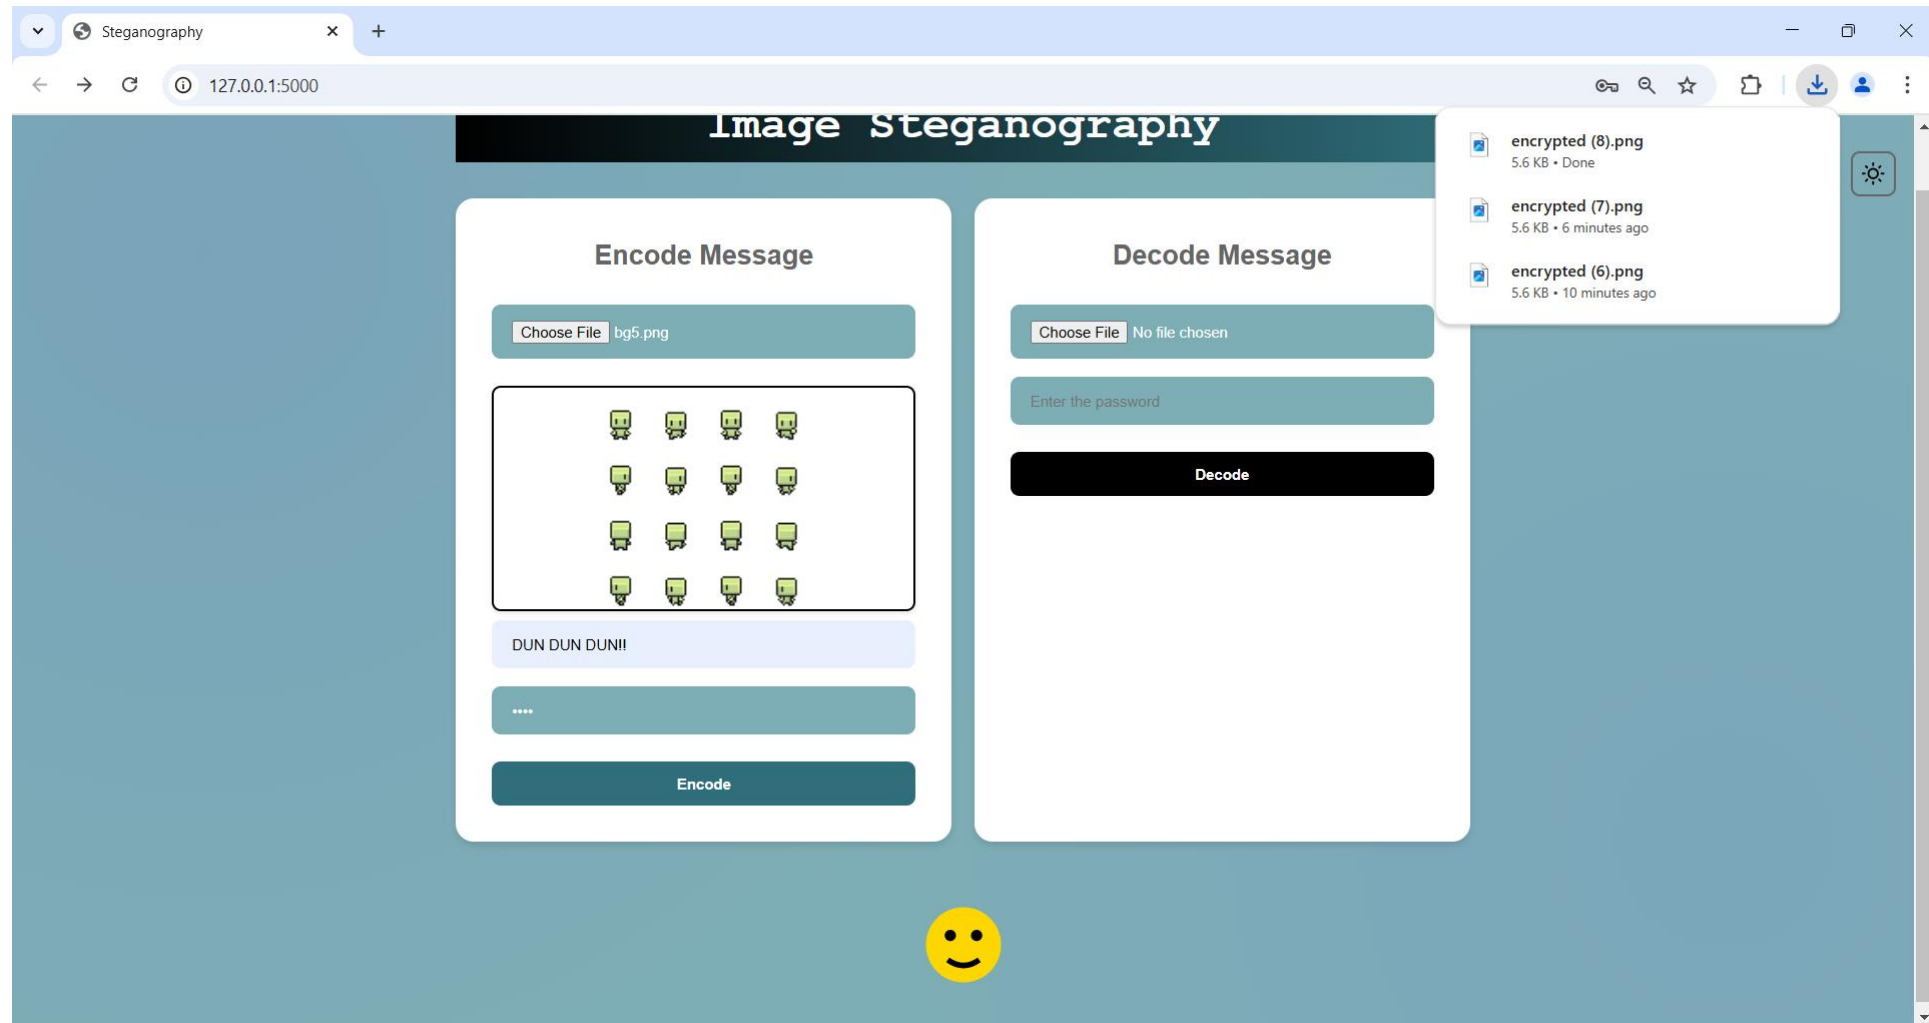 Steganography
127.0.0.1:5000
Image Steganography
encrypted (8).png
5.6 KB • Done
encrypted (7).png
5.6 KB • 6 minutes ago
encrypted (6).png
5.6 KB • 10 minutes ago
Encode Message
Choose File bg5.png
DUN DUN DUN!!
••••
Encode
Decode Message
Choose File No file chosen
Enter the password
Decode